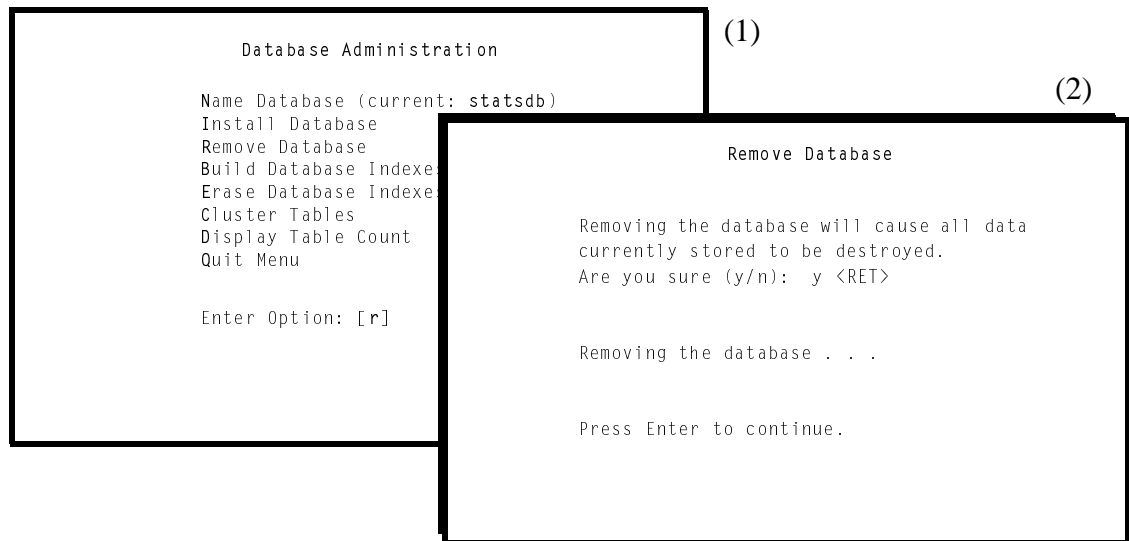 (1)
Database Administration
Name Database (current: statsdb)
Install Database
Remove Database
Build Database Indexe
Erase Database Indexe
Cluster Tables
Display Table Count
Quit Menu
Enter Option: [r]
(2)
Remove Database
Removing the database will cause all data
currently stored to be destroyed.
Are you sure (y/n): y <RET>
Removing the database . . .
Press Enter to continue.